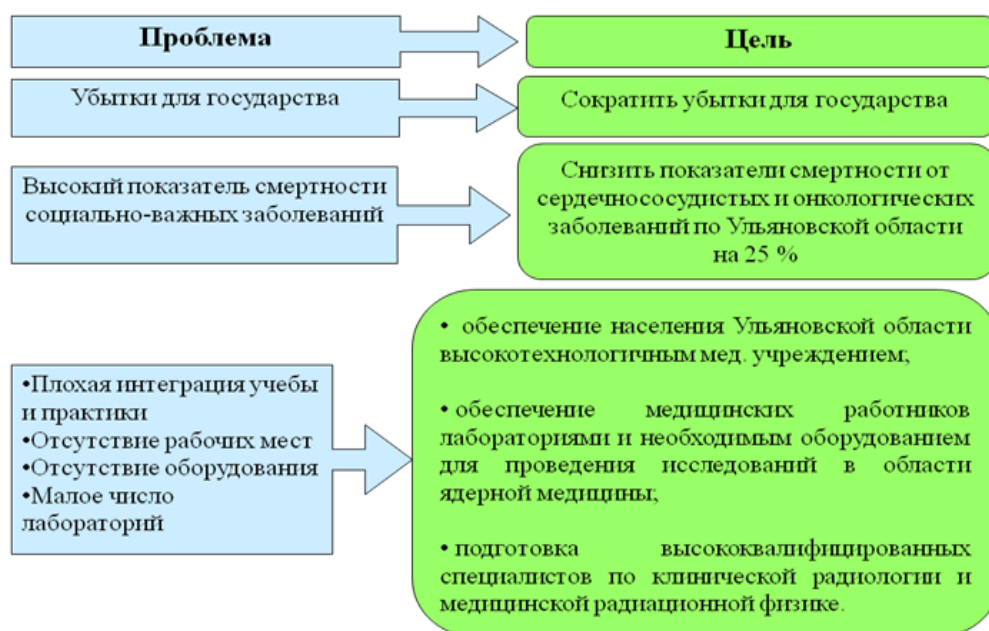 Проблема
Цель
Убытки для государства
Сократить убытки для государства
Высокий показатель смертности
социально-важных заболеваний
Снизить показатели смертности от
сердечнососудистых и онкологических
заболеваний по Ульяновской области
на 25 %
•Плохая интеграция учебы
и практики
•Отсутствие рабочих мест
•Отсутствие оборудования
•Малое число
лабораторий
• обеспечение населения Ульяновской области
высокотехнологичным мед. учреждением;
• обеспечение медицинских работников
лабораториями и необходимым оборудованием
для проведения исследований в области
ядерной медицины;
• подготовка высококвалифицированных
специалистов по клинической радиологии и
медицинской радиационной физике.